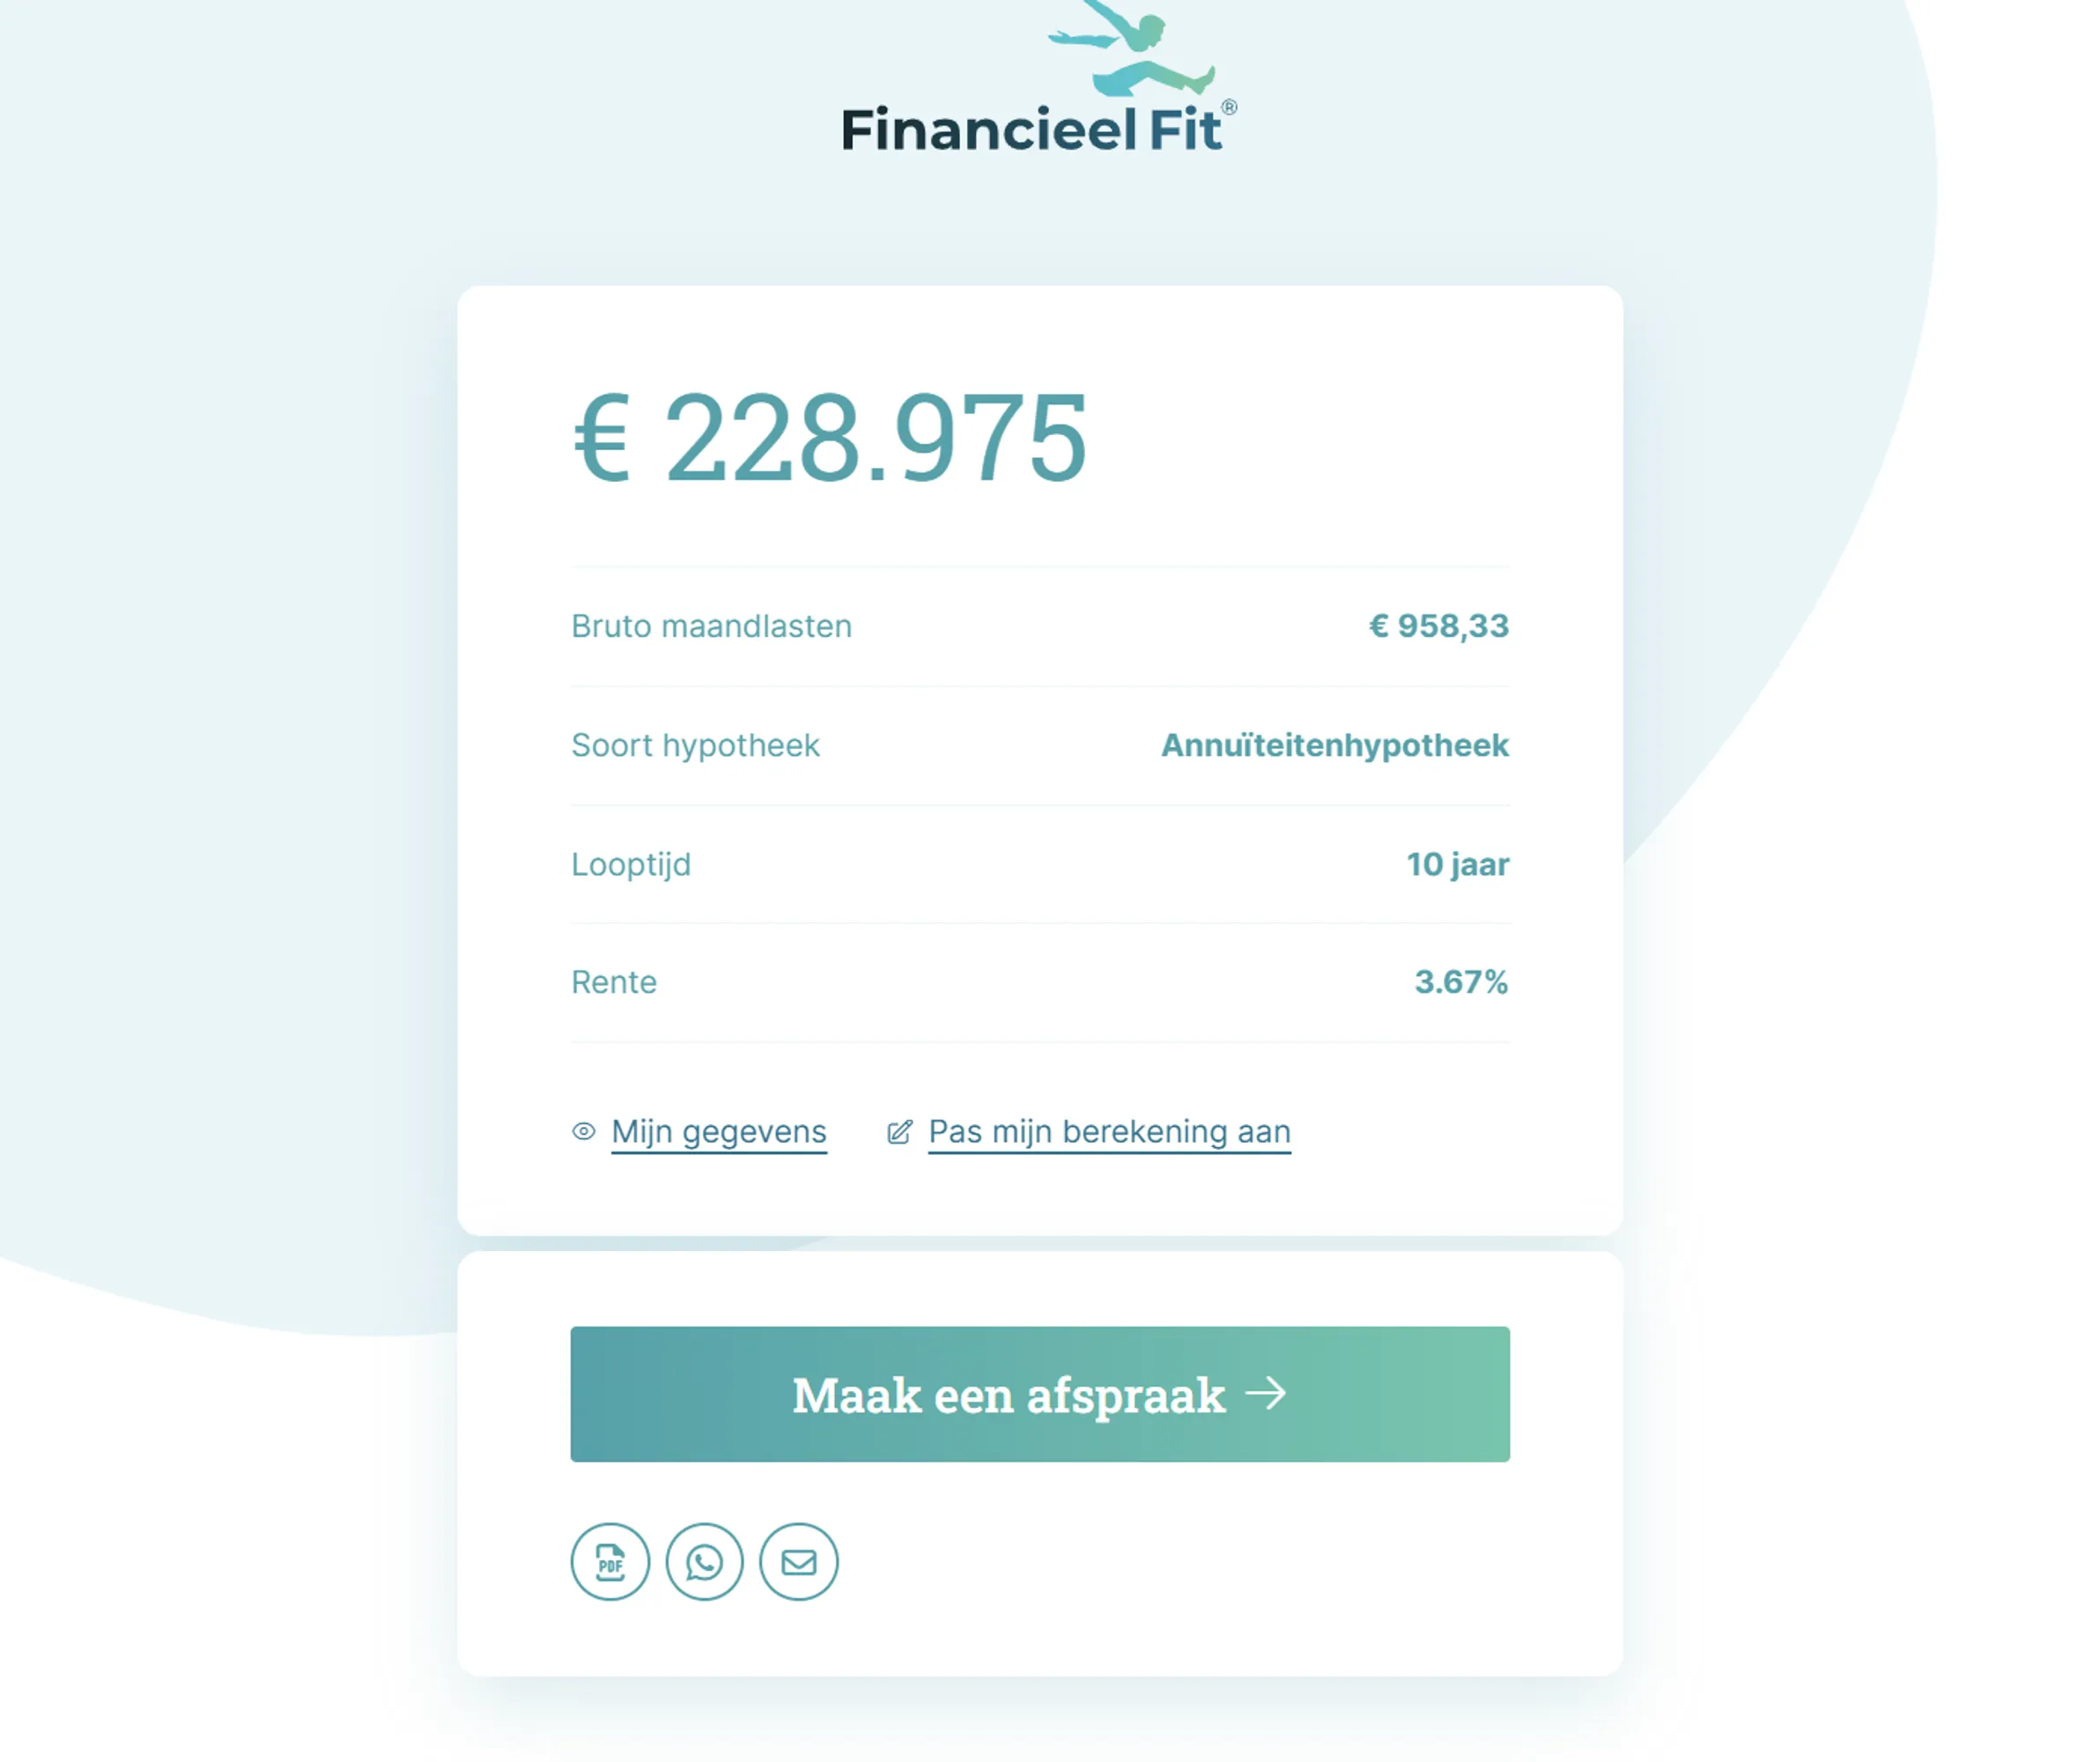 Financieel Fit®
€ 228.975
Bruto maandlasten € 958,33
Soort hypotheek Annuïteitenhypotheek
Looptijd 10 jaar
Rente 3.67%
Mijn gegevens Pas mijn berekening aan
Maak een afspraak →
PDF